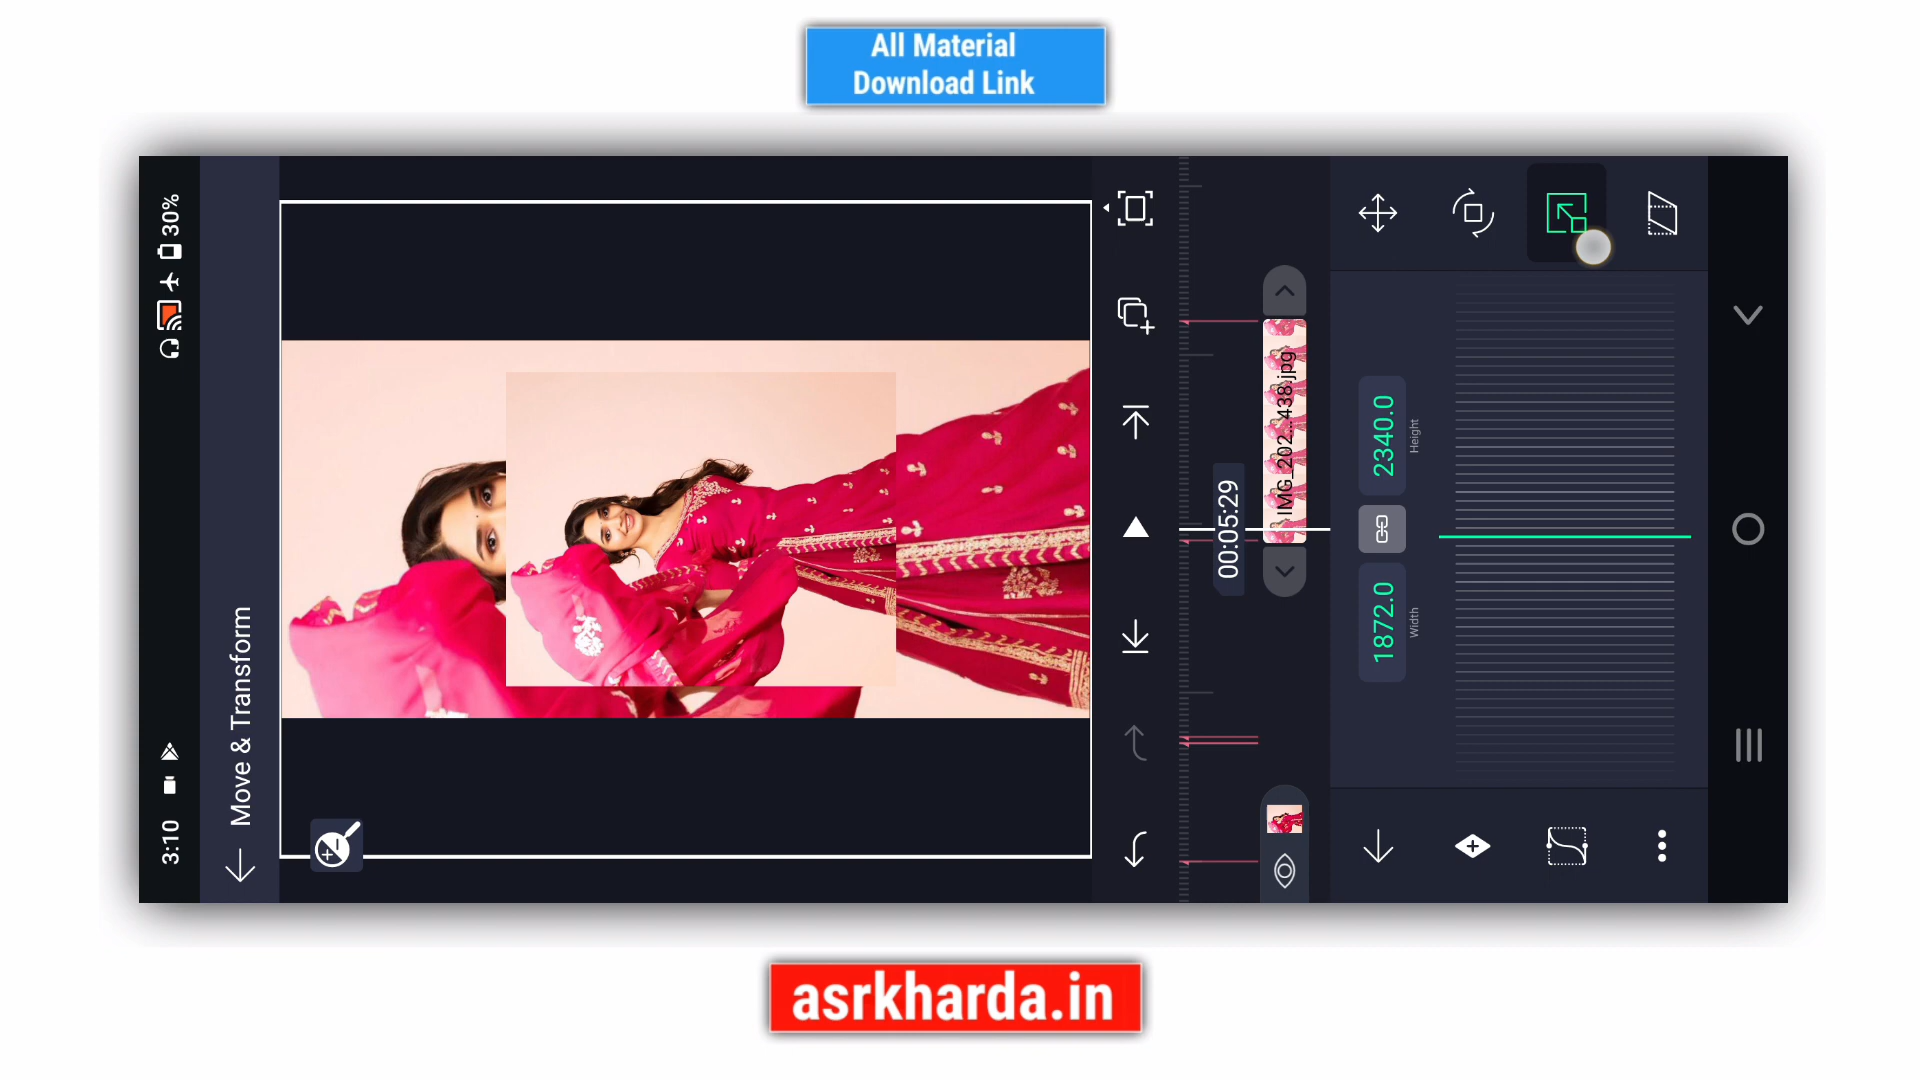 All Material
Download Link
3:10
30%
Move & Transform
00:05:29
IMG_202...438.jpg
1872.0
Width
2340.0
Height
asrkharda.in